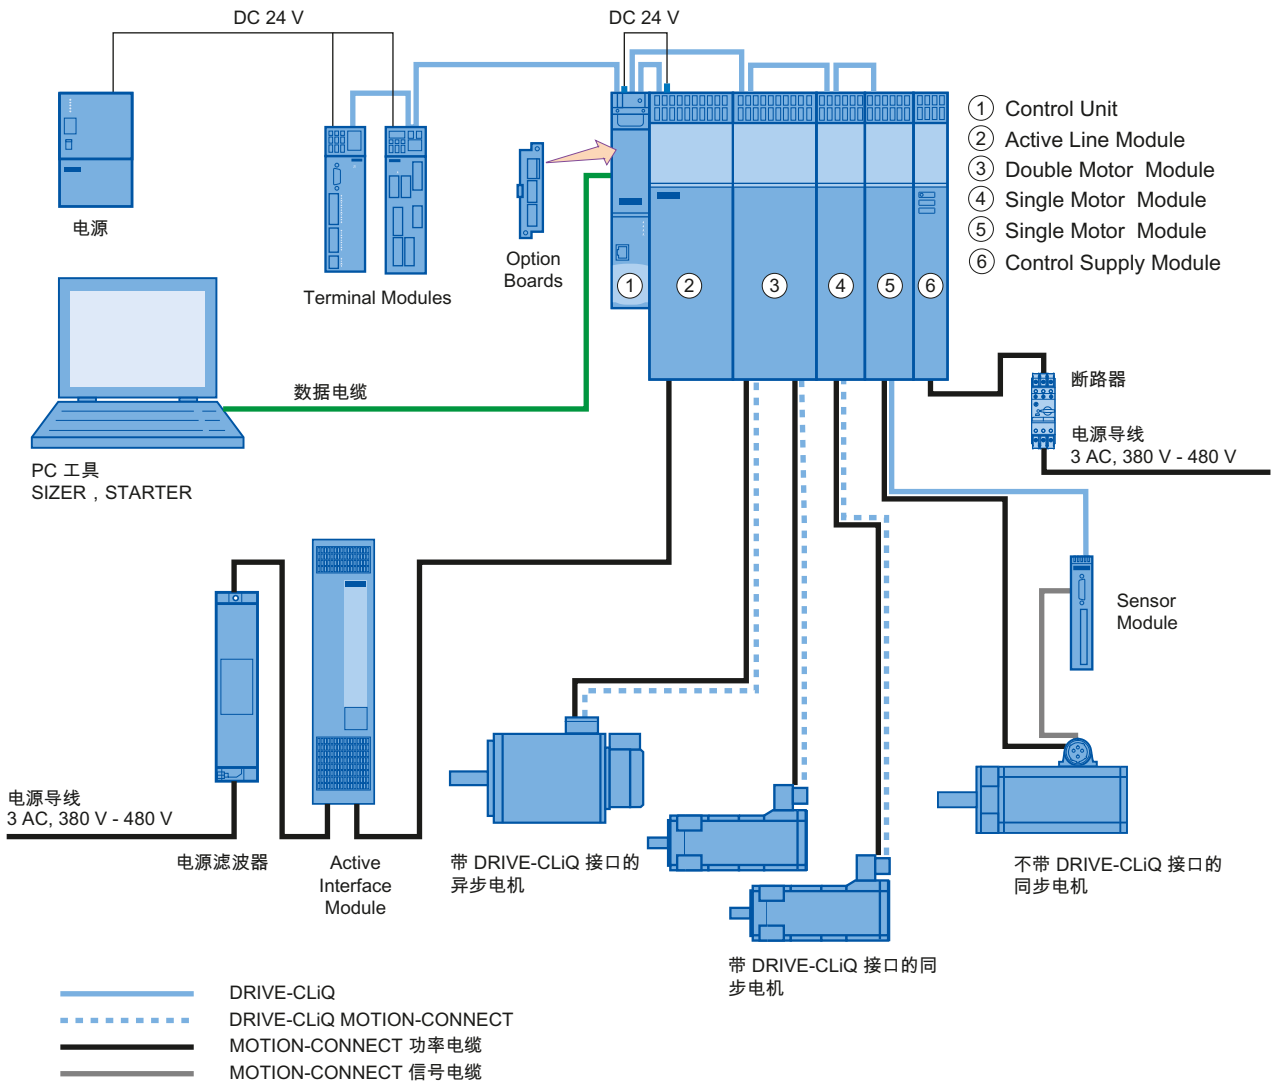 DC 24 V
DC 24 V
① Control Unit
② Active Line Module
③ Double Motor Module
④ Single Motor Module
⑤ Single Motor Module
⑥ Control Supply Module
电源
Terminal Modules
Option
Boards
①
②
③
④
⑤
⑥
数据电缆
断路器
电源导线
3 AC, 380 V - 480 V
PC 工具
SIZER，STARTER
Sensor
Module
电源导线
3 AC, 380 V - 480 V
电源滤波器
Active
Interface
Module
带 DRIVE-CLiQ 接口的
异步电机
不带 DRIVE-CLiQ 接口的
同步电机
带 DRIVE-CLiQ 接口的同
步电机
DRIVE-CLiQ
DRIVE-CLiQ MOTION-CONNECT
MOTION-CONNECT 功率电缆
MOTION-CONNECT 信号电缆